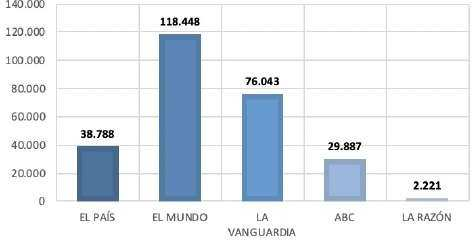 140.000
120.000
100.000
80.000
60.000
40.000
20.000
0
38.788
118.448
76.043
29.887
2.221
EL PAÍS
EL MUNDO
LA
VANGUARDIA
ABC
LA RAZÓN